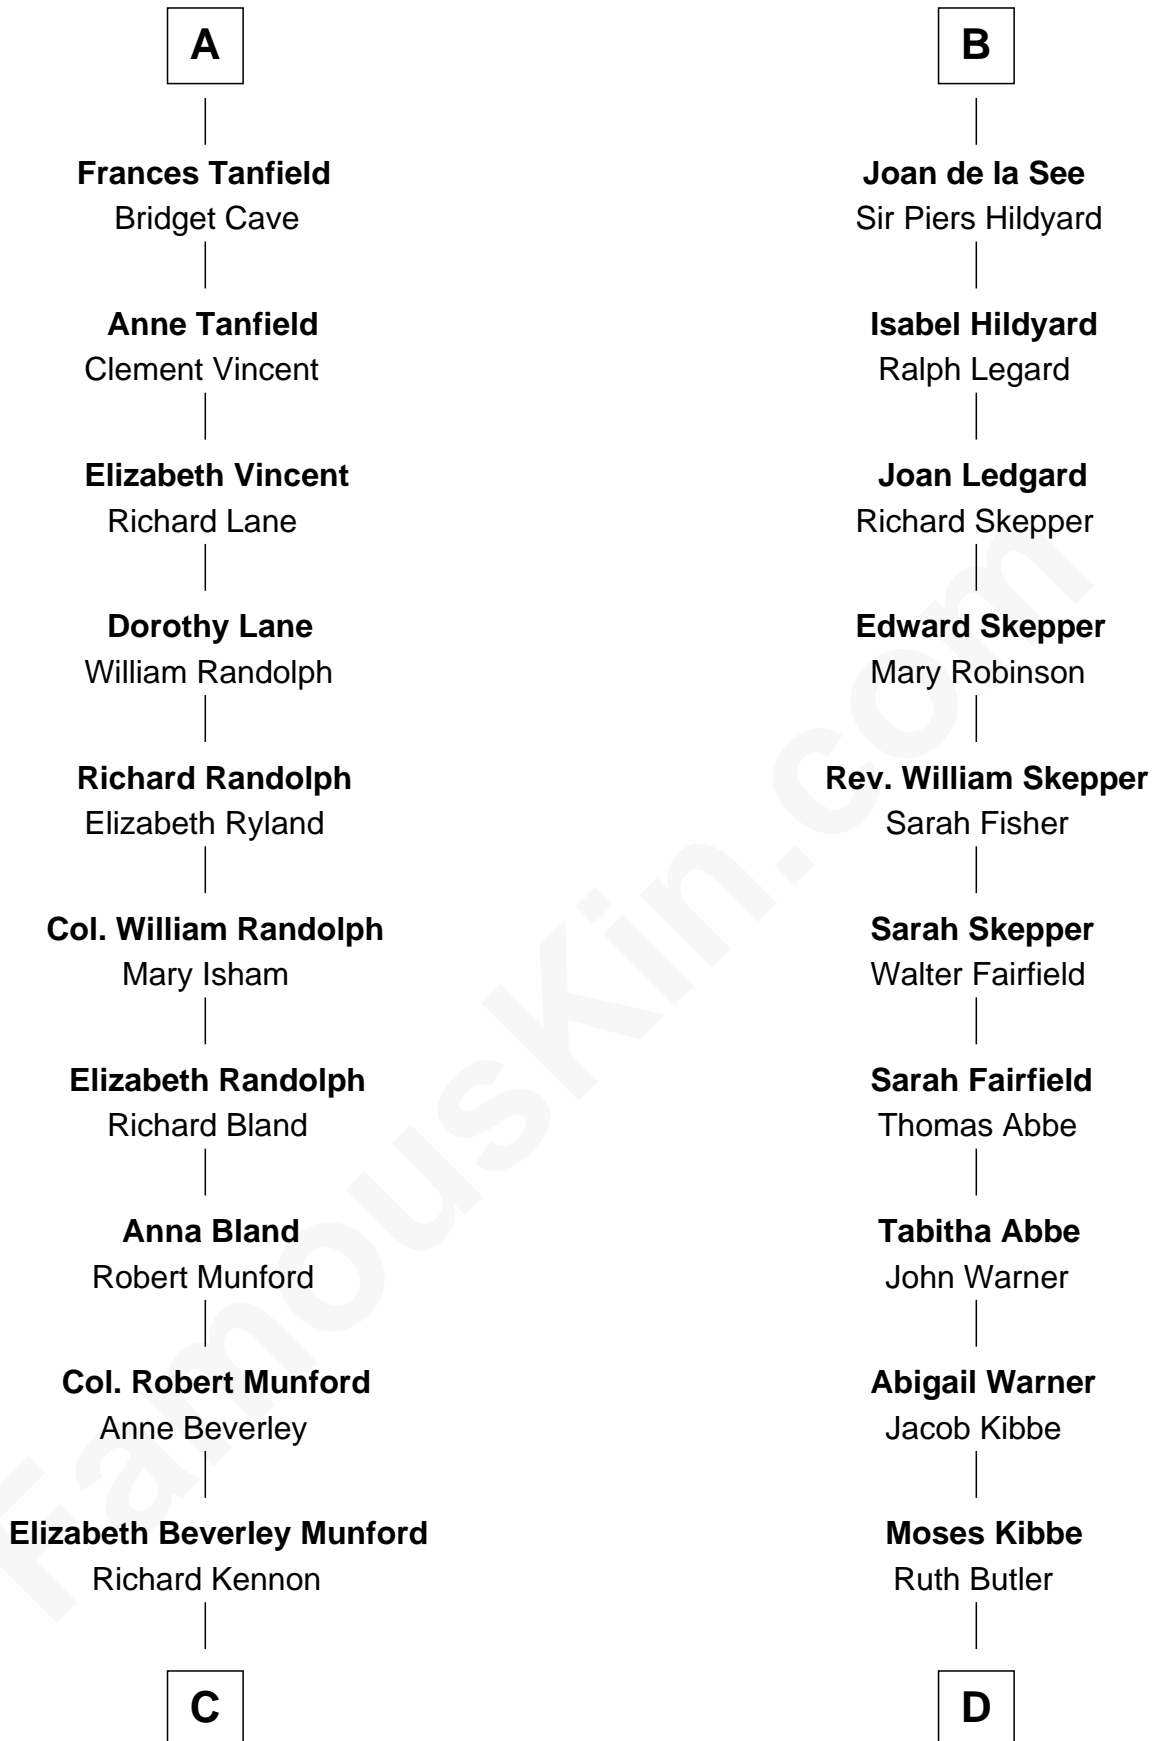 A
Frances Tanfield
Bridget Cave
Anne Tanfield
Clement Vincent
Elizabeth Vincent
Richard Lane
Dorothy Lane
William Randolph
Richard Randolph
Elizabeth Ryland
Col. William Randolph
Mary Isham
Elizabeth Randolph
Richard Bland
Anna Bland
Robert Munford
Col. Robert Munford
Anne Beverley
Elizabeth Beverley Munford
Richard Kennon
C
B
Joan de la See
Sir Piers Hildyard
Isabel Hildyard
Ralph Legard
Joan Ledgard
Richard Skepper
Edward Skepper
Mary Robinson
Rev. William Skepper
Sarah Fisher
Sarah Skepper
Walter Fairfield
Sarah Fairfield
Thomas Abbe
Tabitha Abbe
John Warner
Abigail Warner
Jacob Kibbe
Moses Kibbe
Ruth Butler
D
FamousKin.com